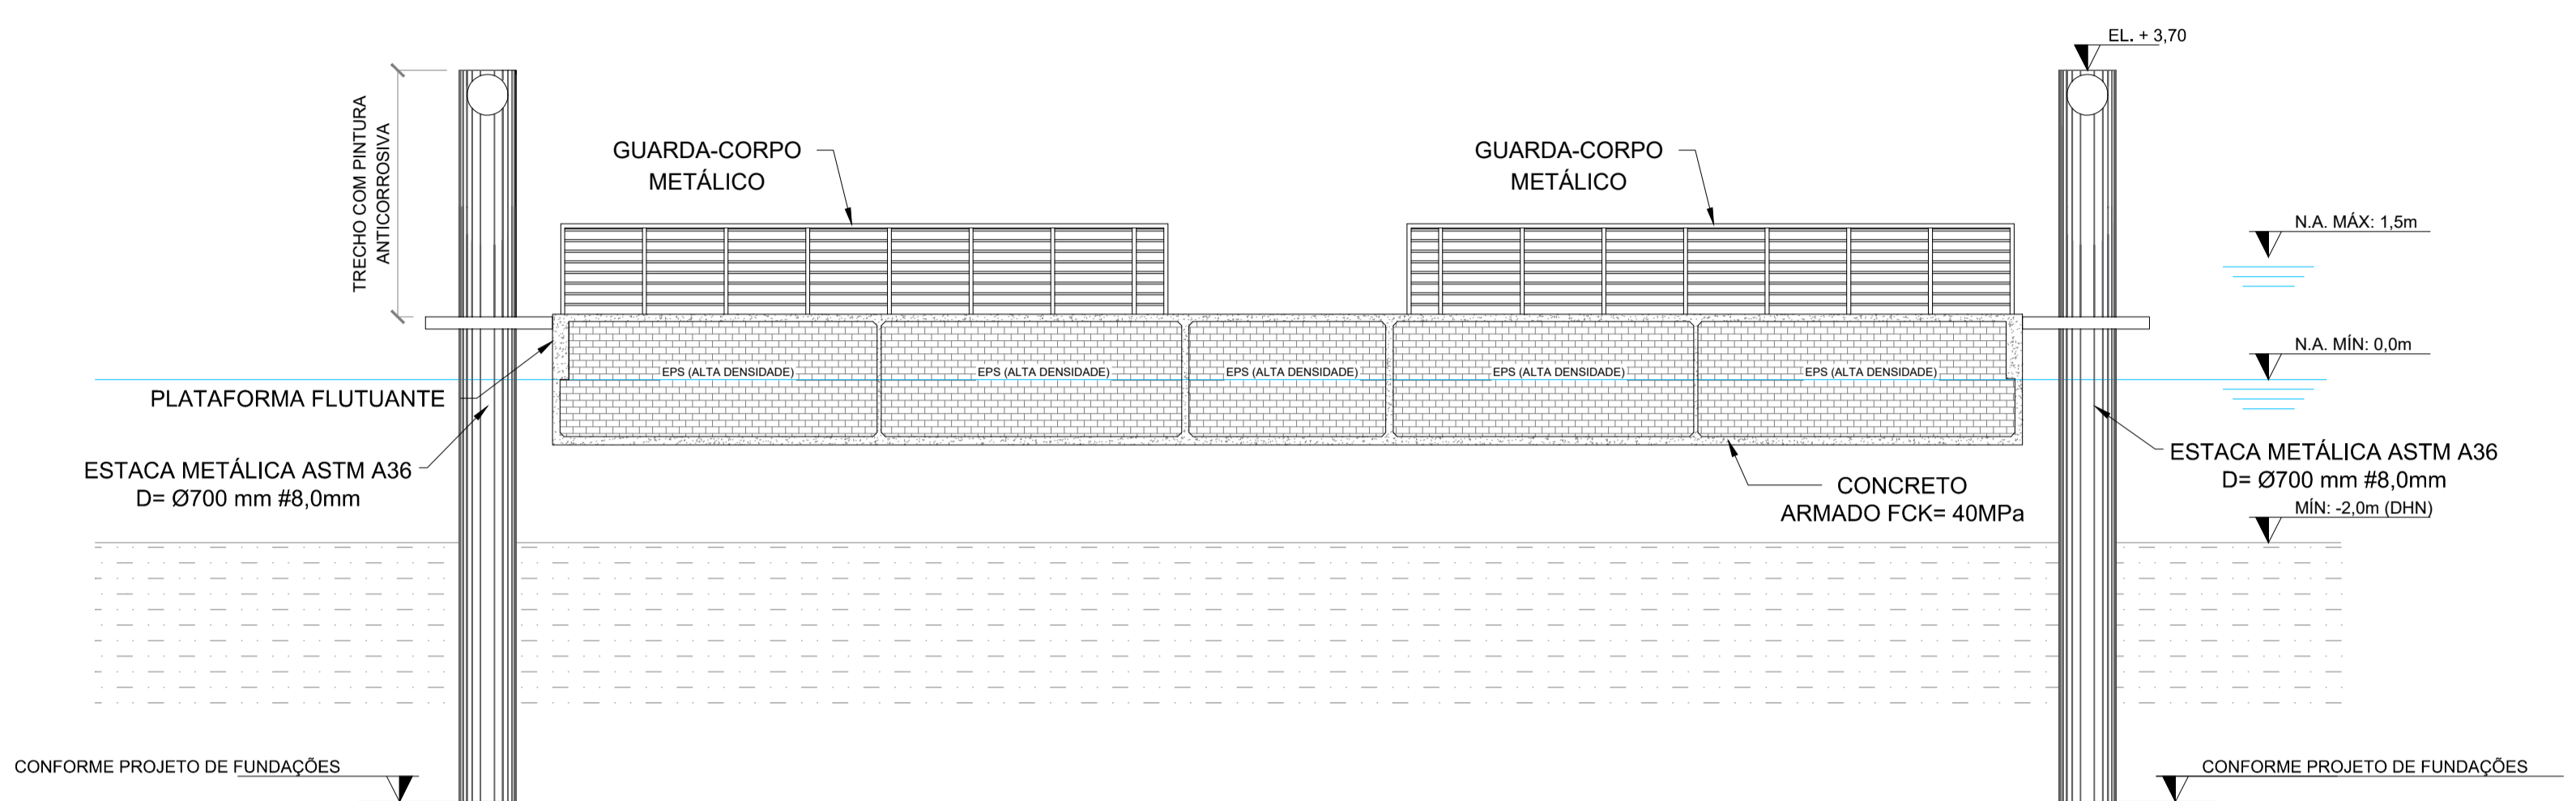 EL. + 3,70
TRECHO COM PINTURA
ANTICORROSIVA
GUARDA-CORPO
METÁLICO
GUARDA-CORPO
METÁLICO
N.A. MÁX: 1,5m
N.A. MÍN: 0,0m
EPS (ALTA DENSIDADE)
EPS (ALTA DENSIDADE)
EPS (ALTA DENSIDADE)
EPS (ALTA DENSIDADE)
EPS (ALTA DENSIDADE)
PLATAFORMA FLUTUANTE
ESTACA METÁLICA ASTM A36
D= Ø700 mm #8,0mm
CONCRETO
ARMADO FCK= 40MPa
ESTACA METÁLICA ASTM A36
D= Ø700 mm #8,0mm
MÍN: -2,0m (DHN)
CONFORME PROJETO DE FUNDAÇÕES
CONFORME PROJETO DE FUNDAÇÕES